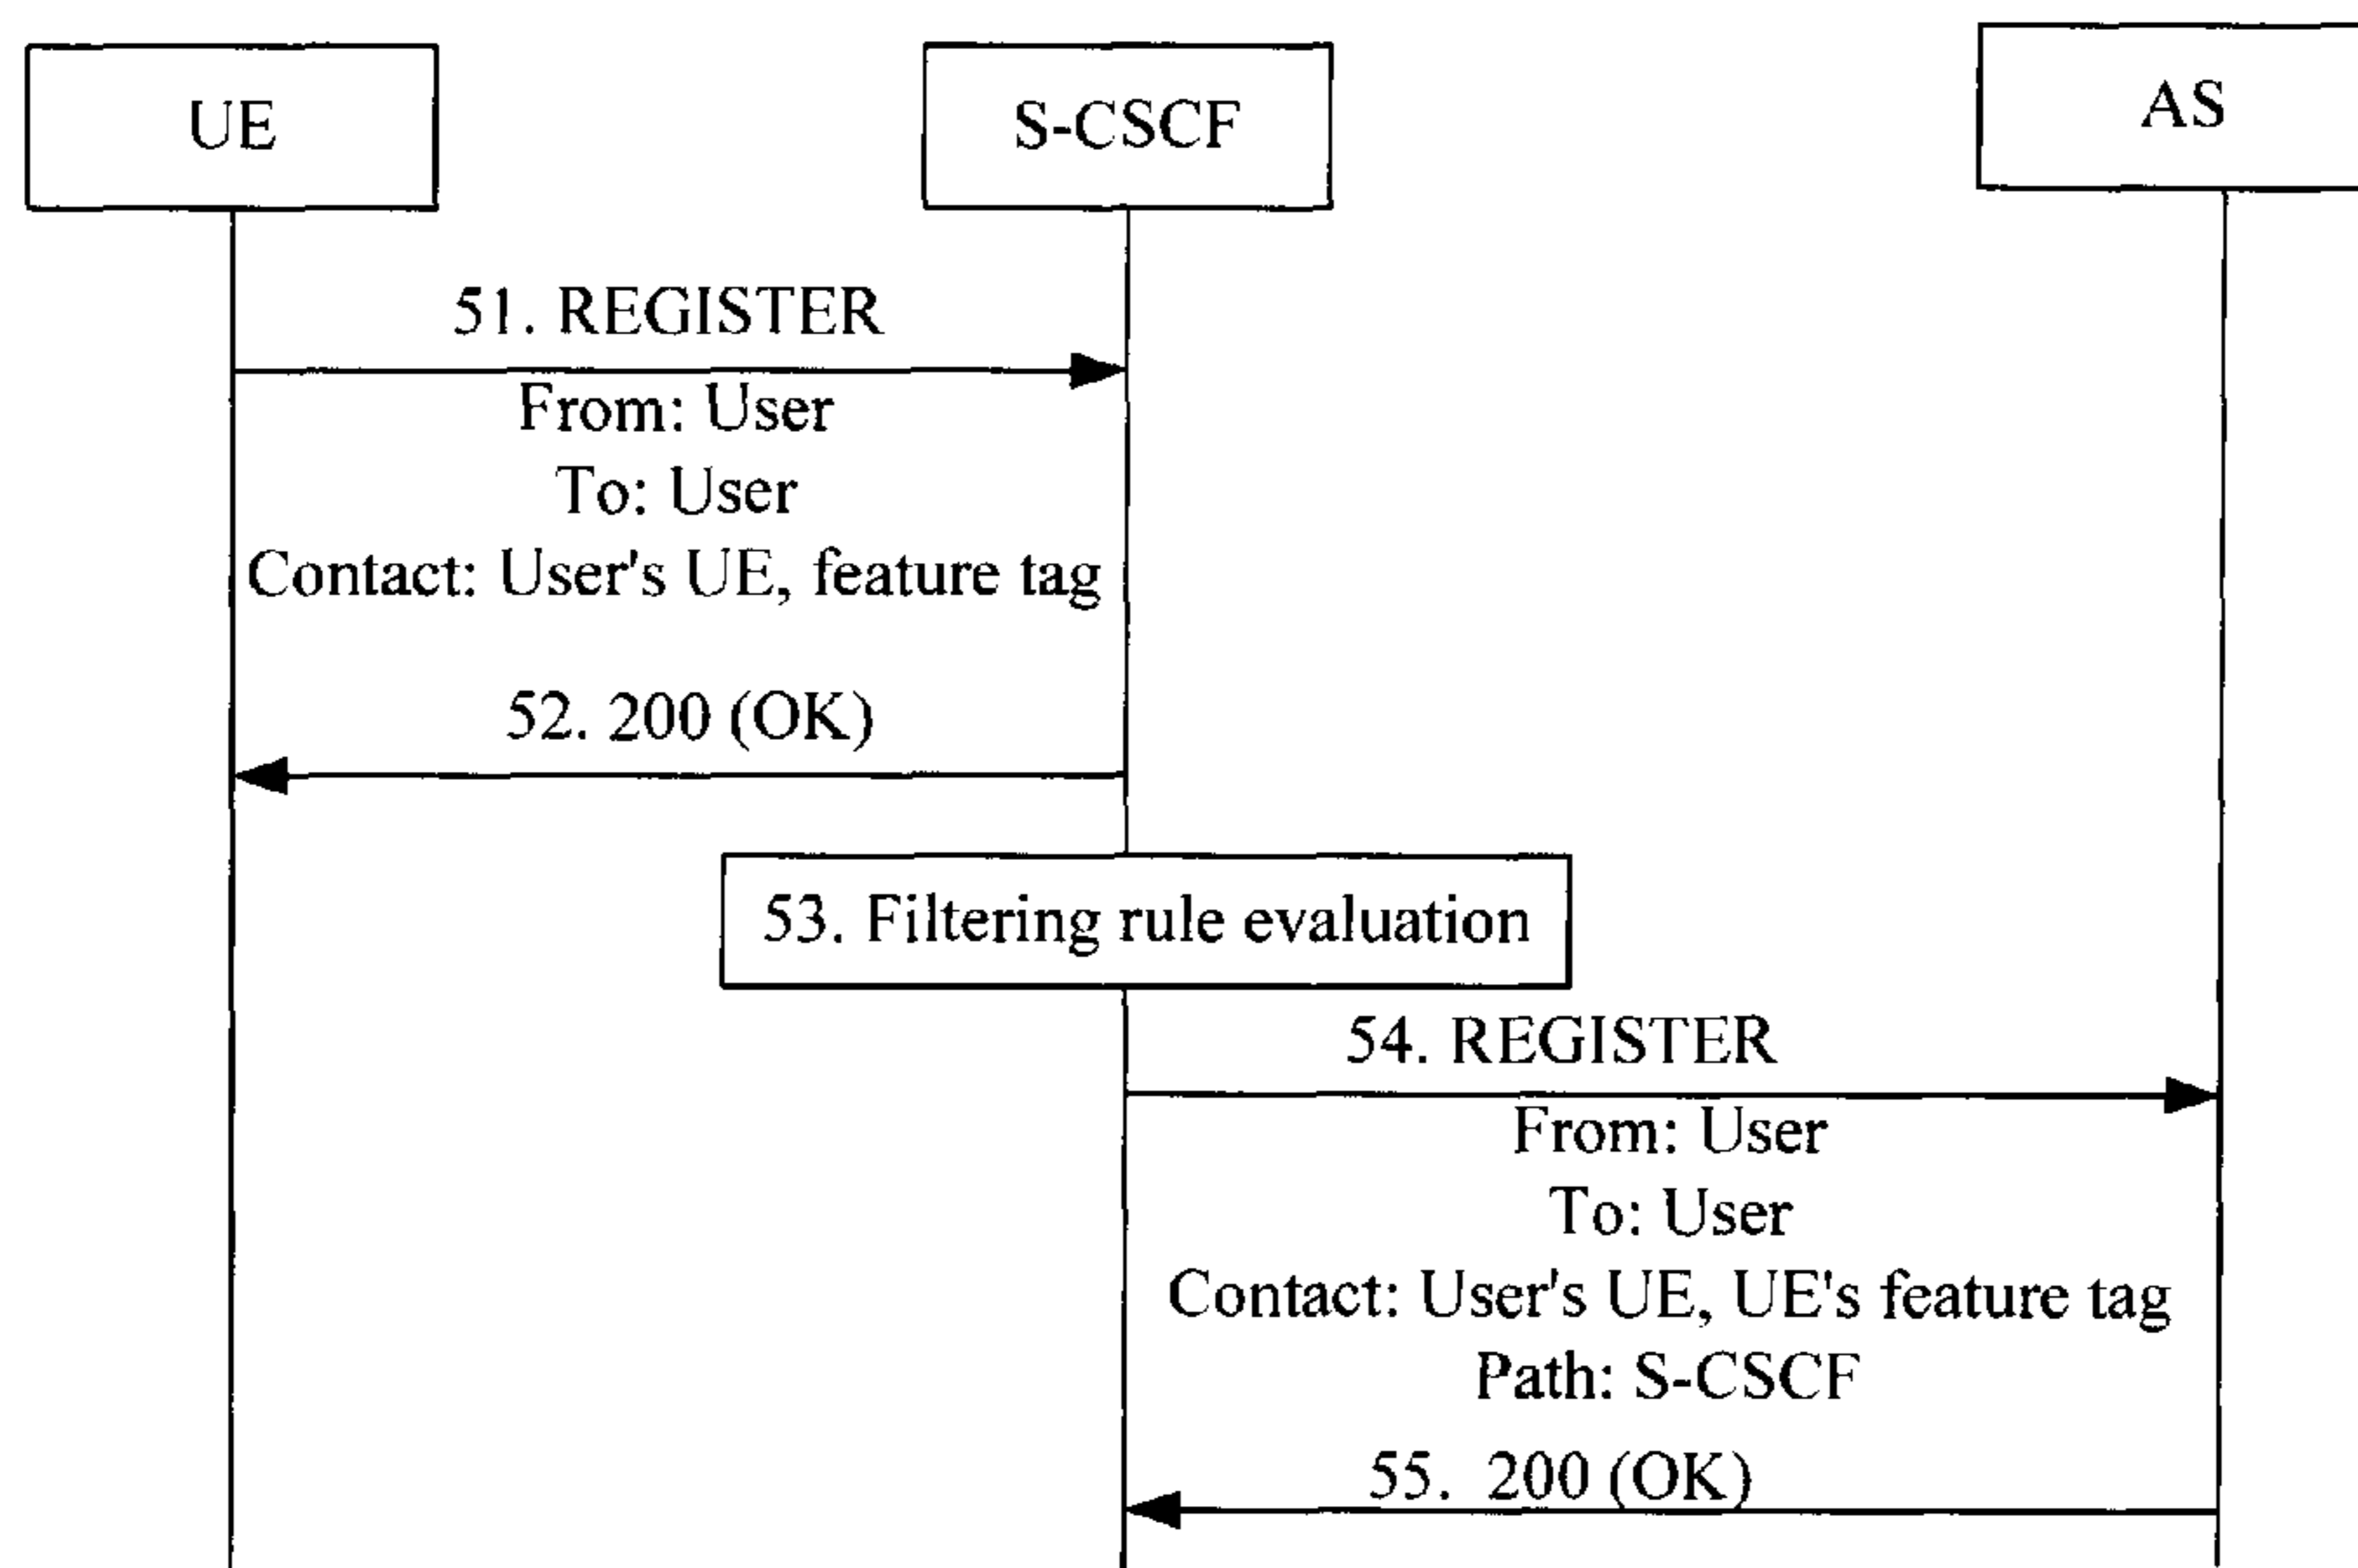 UE
S-CSCF
AS
51. REGISTER
From: User
To: User
Contact: User's UE, feature tag
52. 200 (OK)
53. Filtering rule evaluation
54. REGISTER
From: User
To: User
Contact: User's UE, UE's feature tag
Path: S-CSCF
55. 200 (OK)